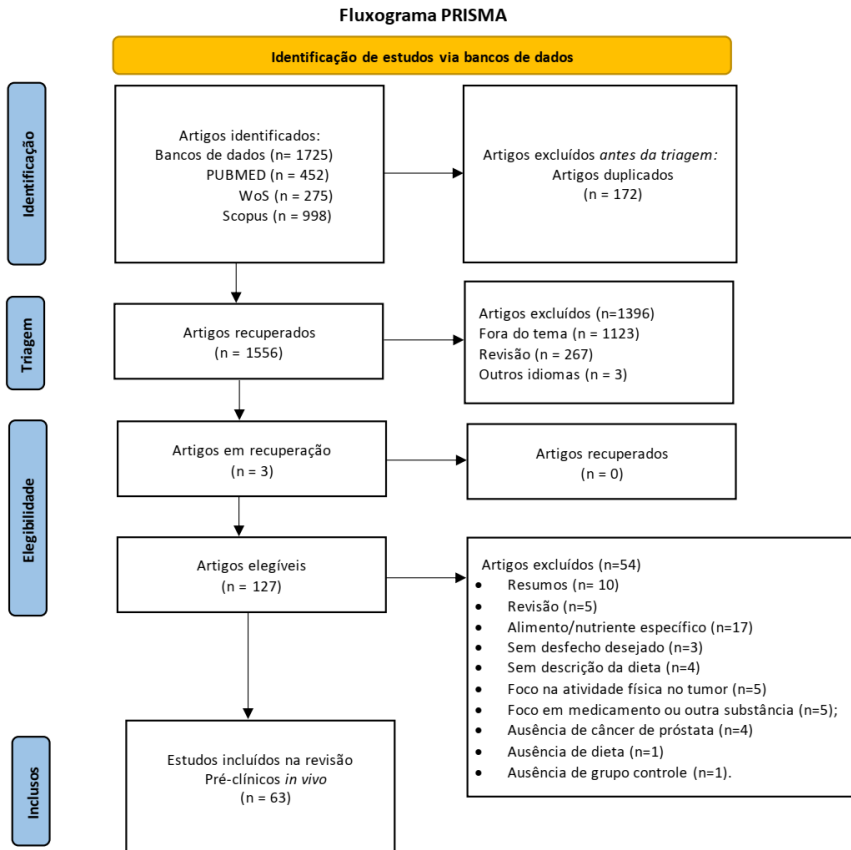 Fluxograma PRISMA
Identificação de estudos via bancos de dados
Identificação
Artigos identificados:
Bancos de dados (n= 1725)
PUBMED (n = 452)
WoS (n = 275)
Scopus (n = 998)
Artigos excluídos antes da triagem:
Artigos duplicados
(n = 172)
Triagem
Artigos recuperados
(n = 1556)
Artigos excluídos (n=1396)
Fora do tema (n = 1123)
Revisão (n = 267)
Outros idiomas (n = 3)
Elegibilidade
Artigos em recuperação
(n = 3)
Artigos recuperados
(n = 0)
Artigos elegíveis
(n = 127)
Artigos excluídos (n=54)
• Resumos (n= 10)
• Revisão (n=5)
• Alimento/nutriente específico (n=17)
• Sem desfecho desejado (n=3)
• Sem descrição da dieta (n=4)
• Foco na atividade física no tumor (n=5)
• Foco em medicamento ou outra substância (n=5);
• Ausência de câncer de próstata (n=4)
• Ausência de dieta (n=1)
• Ausência de grupo controle (n=1).
Inclusos
Estudos incluídos na revisão
Pré-clínicos in vivo
(n = 63)